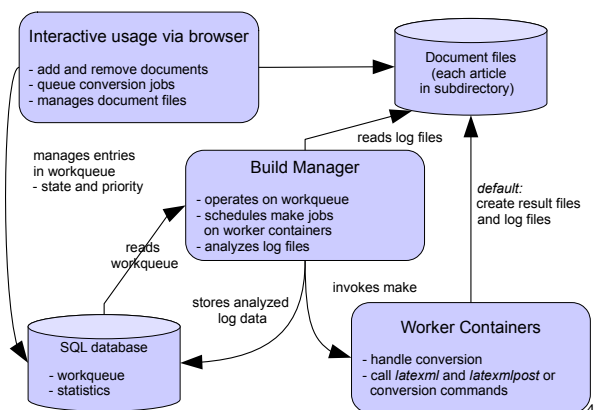 Interactive usage via browser
- add and remove documents
- queue conversion jobs
- manages document files
Document files
(each article
in subdirectory)
reads log files
manages entries
in workqueue
- state and priority
Build Manager
- operates on workqueue
- schedules make jobs
on worker containers
- analyzes log files
default:
create result files
and log files
reads
workqueue
stores analyzed
log data
invokes make
SQL database
- workqueue
- statistics
Worker Containers
- handle conversion
- call latexml and latexmlpost or
conversion commands
4